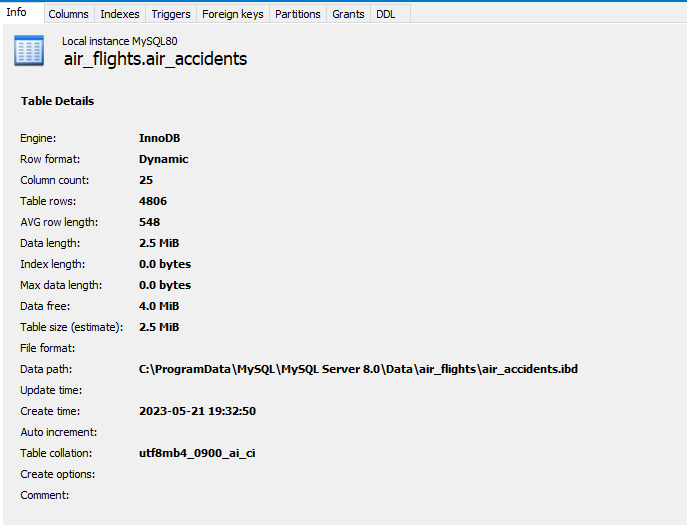 Info Columns Indexes Triggers Foreign keys Partitions Grants DDL
Local instance MySQL80
air_flights.air_accidents
Table Details
Engine: InnoDB
Row format: Dynamic
Column count: 25
Table rows: 4806
AVG row length: 548
Data length: 2.5 MiB
Index length: 0.0 bytes
Max data length: 0.0 bytes
Data free: 4.0 MiB
Table size (estimate): 2.5 MiB
File format:
Data path: C:\ProgramData\MySQL\MySQL Server 8.0\Data\air_flights\air_accidents.ibd
Update time:
Create time: 2023-05-21 19:32:50
Auto increment:
Table collation: utf8mb4_0900_ai_ci
Create options:
Comment: